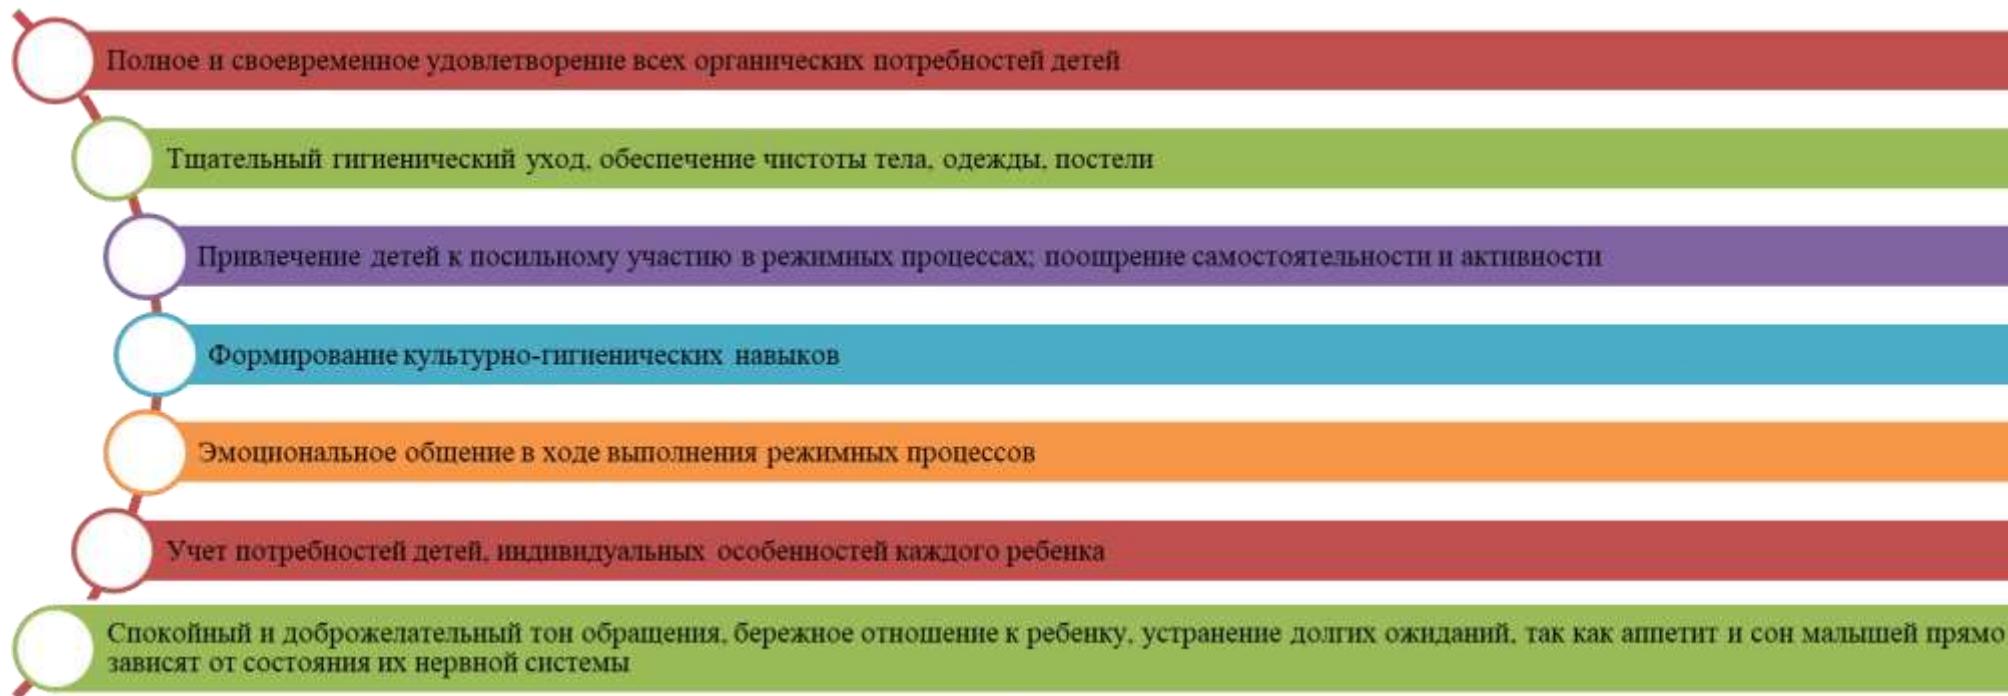 Полное и своевременное удовлетворение всех органических потребностей детей
Тщательный гигиенический уход, обеспечение чистоты тела, одежды, постели
Привлечение детей к посильному участию в режимных процессах; поощрение самостоятельности и активности
Формирование культурно-гигиенических навыков
Эмоциональное общение в ходе выполнения режимных процессов
Учет потребностей детей, индивидуальных особенностей каждого ребенка
Спокойный и доброжелательный тон обращения, бережное отношение к ребенку, устранение долгих ожиданий, так как аппетит и сон малышей прямо
зависят от состояния их нервной системы